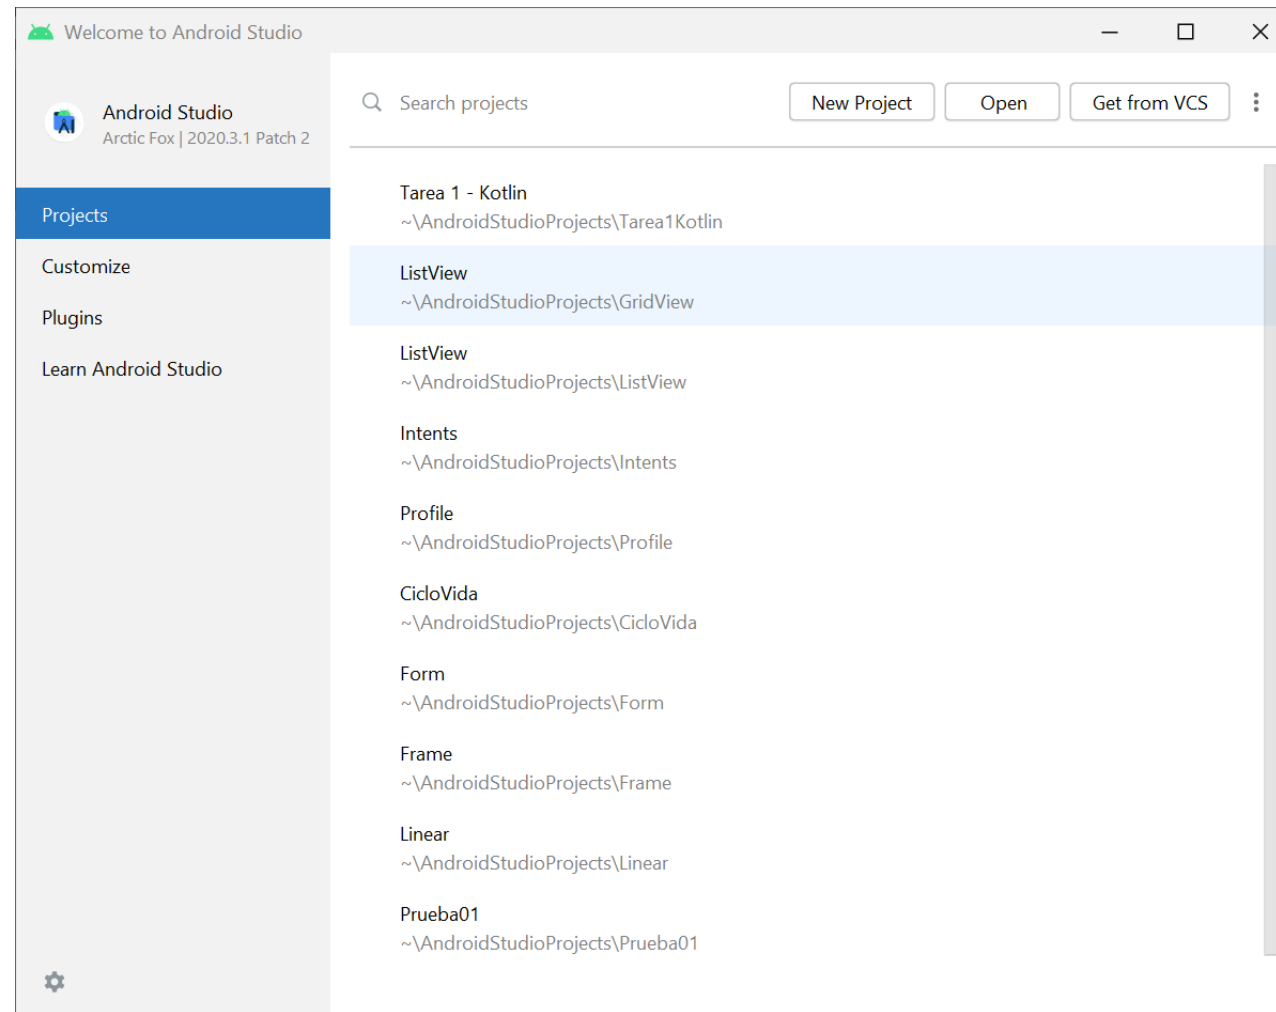 Welcome to Android Studio
Android Studio
Arctic Fox | 2020.3.1 Patch 2
Projects
Customize
Plugins
Learn Android Studio
Search projects
New Project
Open
Get from VCS
Tarea 1 - Kotlin
~\AndroidStudioProjects\Tarea1Kotlin
ListView
~\AndroidStudioProjects\GridView
ListView
~\AndroidStudioProjects\ListView
Intents
~\AndroidStudioProjects\Intents
Profile
~\AndroidStudioProjects\Profile
CicloVida
~\AndroidStudioProjects\CicloVida
Form
~\AndroidStudioProjects\Form
Frame
~\AndroidStudioProjects\Frame
Linear
~\AndroidStudioProjects\Linear
Prueba01
~\AndroidStudioProjects\Prueba01